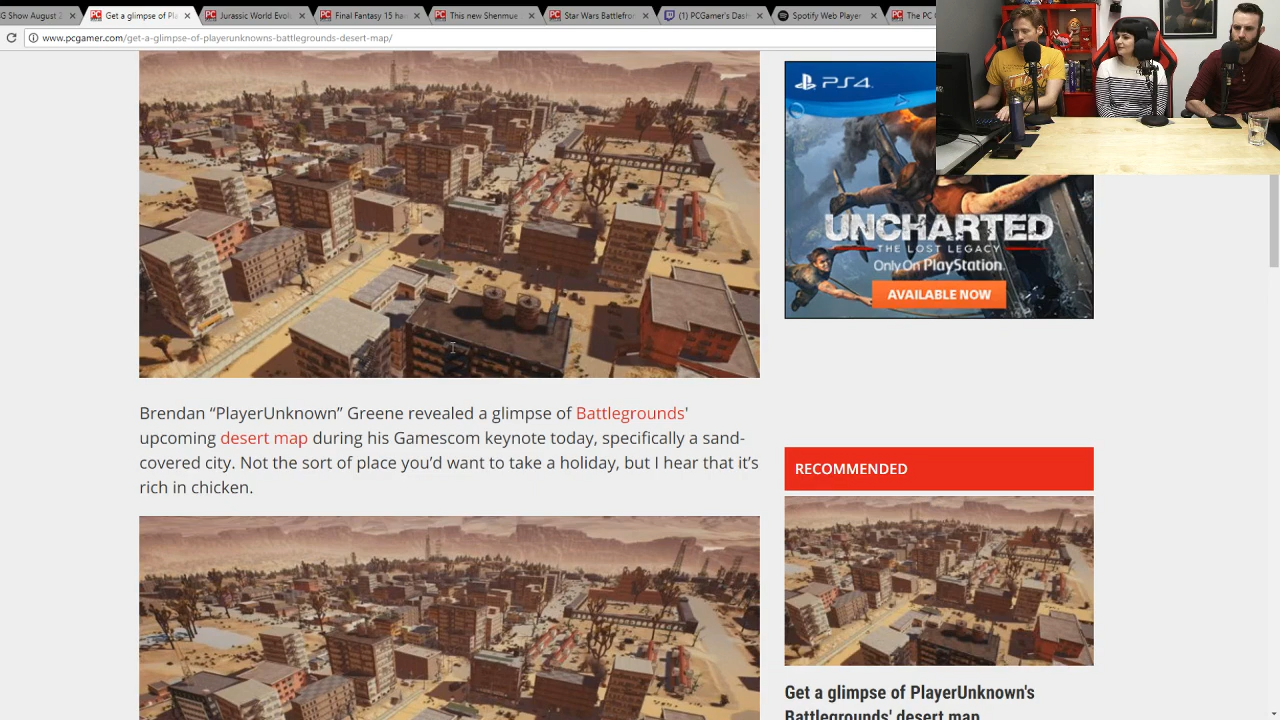 G Show August 2
Get a glimpse of Pla
Jurassic World Evol
Final Fantasy 15 ha
This new Shenmue
Star Wars Battlefro
(1) PCGamer's Dash
Spotify Web Player
The PC
www.pcgamer.com/get-a-glimpse-of-playerunknowns-battlegrounds-desert-map/
PS4
UNCHARTED
THE LOST LEGACY
Only On PlayStation.
AVAILABLE NOW
Brendan “PlayerUnknown” Greene revealed a glimpse of Battlegrounds'
upcoming desert map during his Gamescom keynote today, specifically a sand-
covered city. Not the sort of place you’d want to take a holiday, but I hear that it’s
rich in chicken.
RECOMMENDED
Get a glimpse of PlayerUnknown's
Battlegrounds' desert map